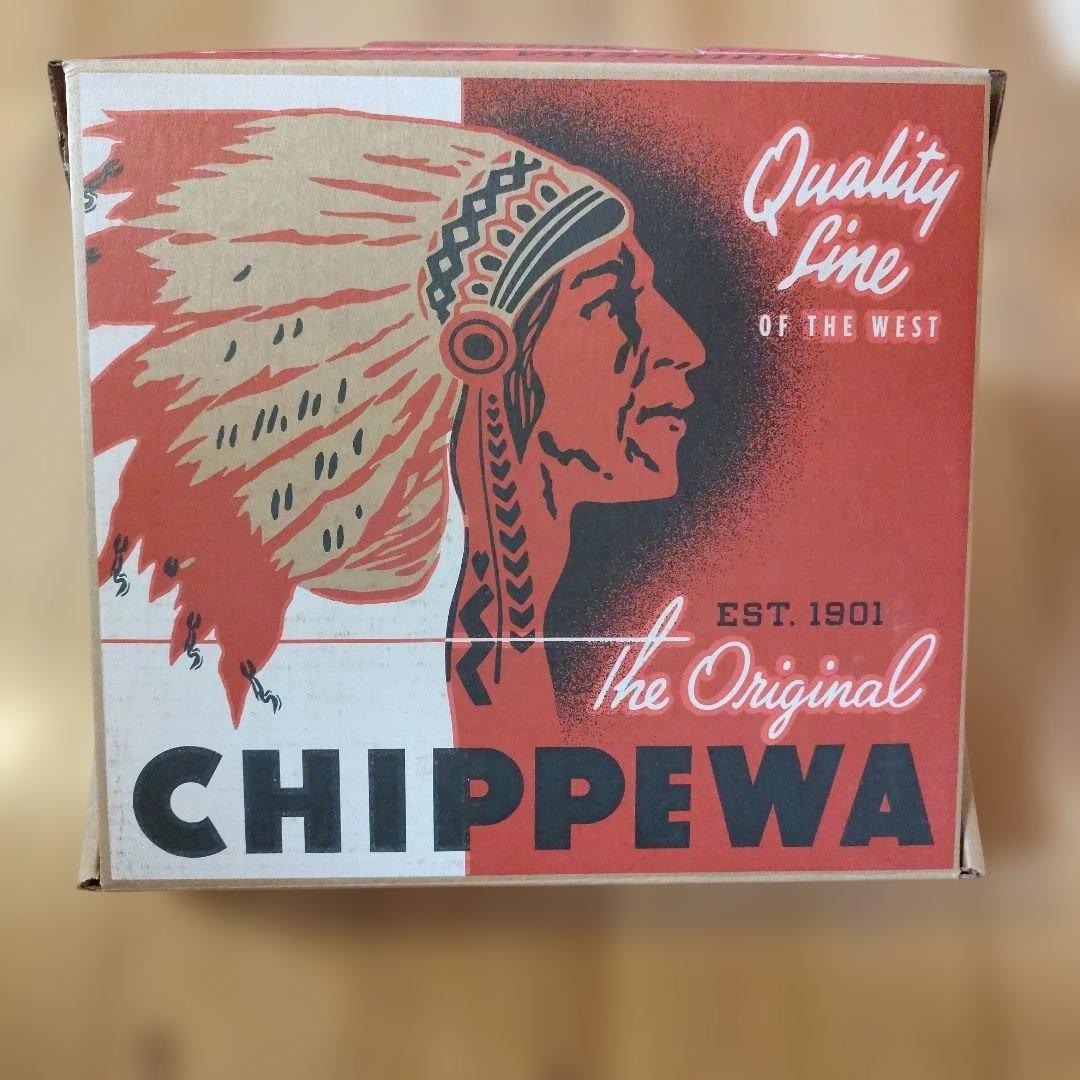 Quality
Line
OF THE WEST
EST. 1901
The Original
CHIPPEWA